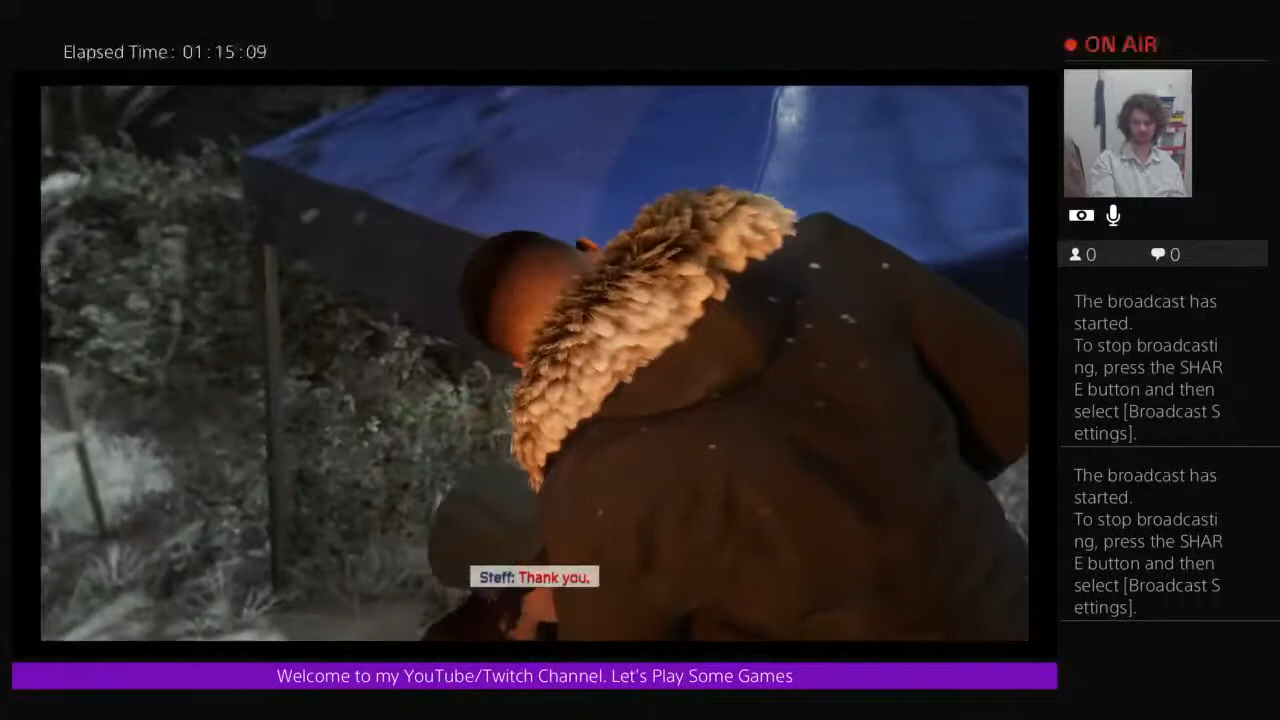 Elapsed Time: 01:15:09
ON AIR
0
0
The broadcast has
started.
To stop broadcasti
ng, press the SHAR
E button and then
select [Broadcast S
ettings].
The broadcast has
started.
To stop broadcasti
ng, press the SHAR
E button and then
select [Broadcast S
ettings].
Steff: Thank you.
Welcome to my YouTube/Twitch Channel. Let's Play Some Games